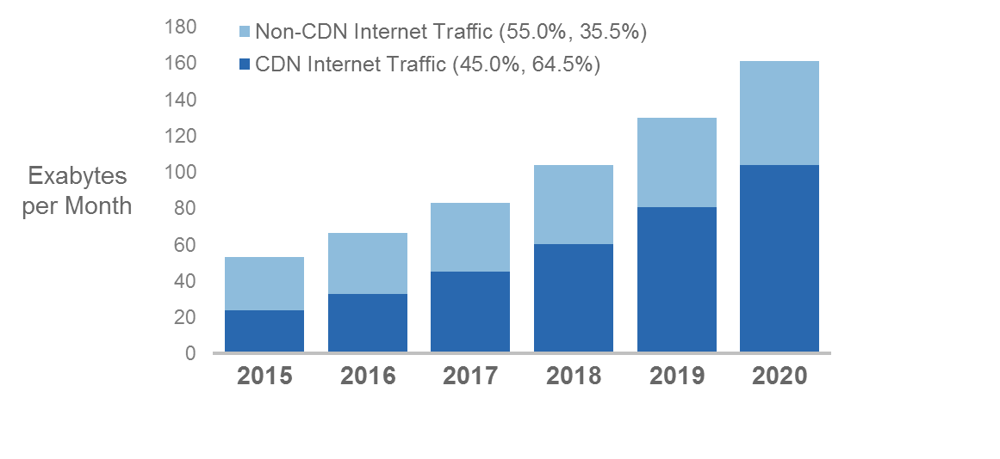 180
160
140
120
100
80
60
40
20
0
Non-CDN Internet Traffic (55.0%, 35.5%)
CDN Internet Traffic (45.0%, 64.5%)
Exabytes
per Month
2015 2016 2017 2018 2019 2020